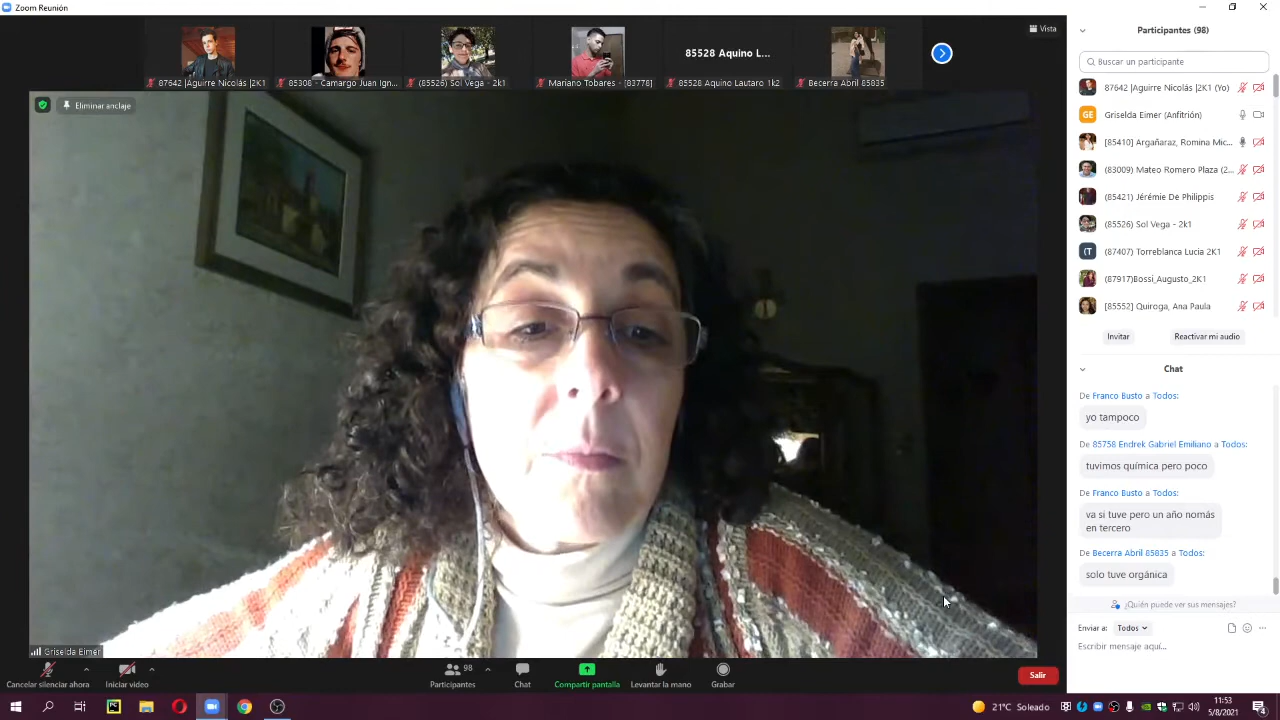 Zoom Reunión
Vista
85528 Aquino L...
87642 |Aguirre Nicolás |2K1
85308 - Camargo Juan Ign...
(85526) Sol Vega - 2k1
Mariano Tobares - [83778]
85528 Aquino Lautaro 1k2
Becerra Abril 85835
Eliminar anclaje
Griselda Eimer
Cancelar silenciar ahora
Iniciar video
98
Participantes
Chat
Compartir pantalla
Levantar la mano
Grabar
Salir
Participantes (98)
Buscar un participante
87642 |Aguirre Nicolás |2K1 (Yo)
GE
Griselda Eimer (Anfitrión)
[85410] Argañaraz, Romina Mic...
(83009) Mateo Romero Plaza (2...
(85421) Jérémie De Philippis
(85526) Sol Vega - 2k1
(T
(87407) Torreblanca Lucia 2K1
(87917)Bossi_Augusto_2K1
[85552] Quiroga, Ana Paula
Invitar
Reactivar mi audio
Chat
De Franco Busto a Todos:
yo tampoco
De 85758 Endrek Gabriel Emiliano a Todos:
tuvimos química pero poco
De Franco Busto a Todos:
va si tuve pero un año nomás
en tercero
De Becerra Abril 85835 a Todos:
solo tuve orgánica
¿Quién puede ver sus mensajes?
Enviar a: Todos
Escribir mensaje aquí...
21°C Soleado
11:53
5/8/2021
4